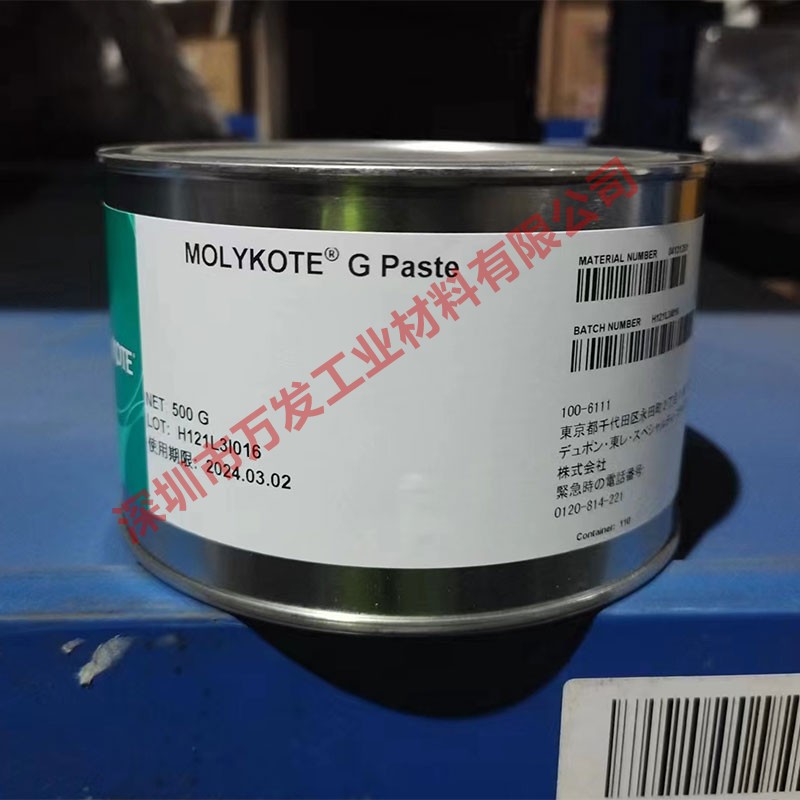 MOLYKOTE® G Paste
NET 500 G
LOT: H121L3I016
使用期限: 2024.03.02
MATERIAL NUMBER
BATCH NUMBER H121L3I016
100-6111
東京都千代田区永田町
デュポン・東レ・スペシャルティ
株式会社
緊急時の電話番号
0120-814-221
Container: 110
深圳市万发工业材料有限公司